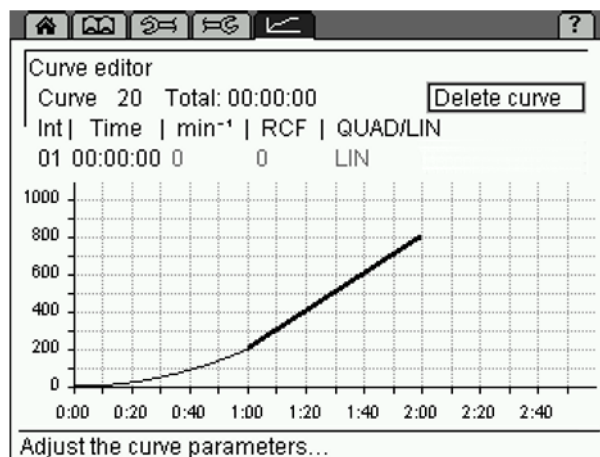 ?
Curve editor
Curve 20 Total: 00:00:00 Delete curve
Int | Time | min⁻¹ | RCF | QUAD/LIN
01 00:00:00 0 0 LIN
1000
800
600
400
200
0
0:00 0:20 0:40 1:00 1:20 1:40 2:00 2:20 2:40
Adjust the curve parameters...